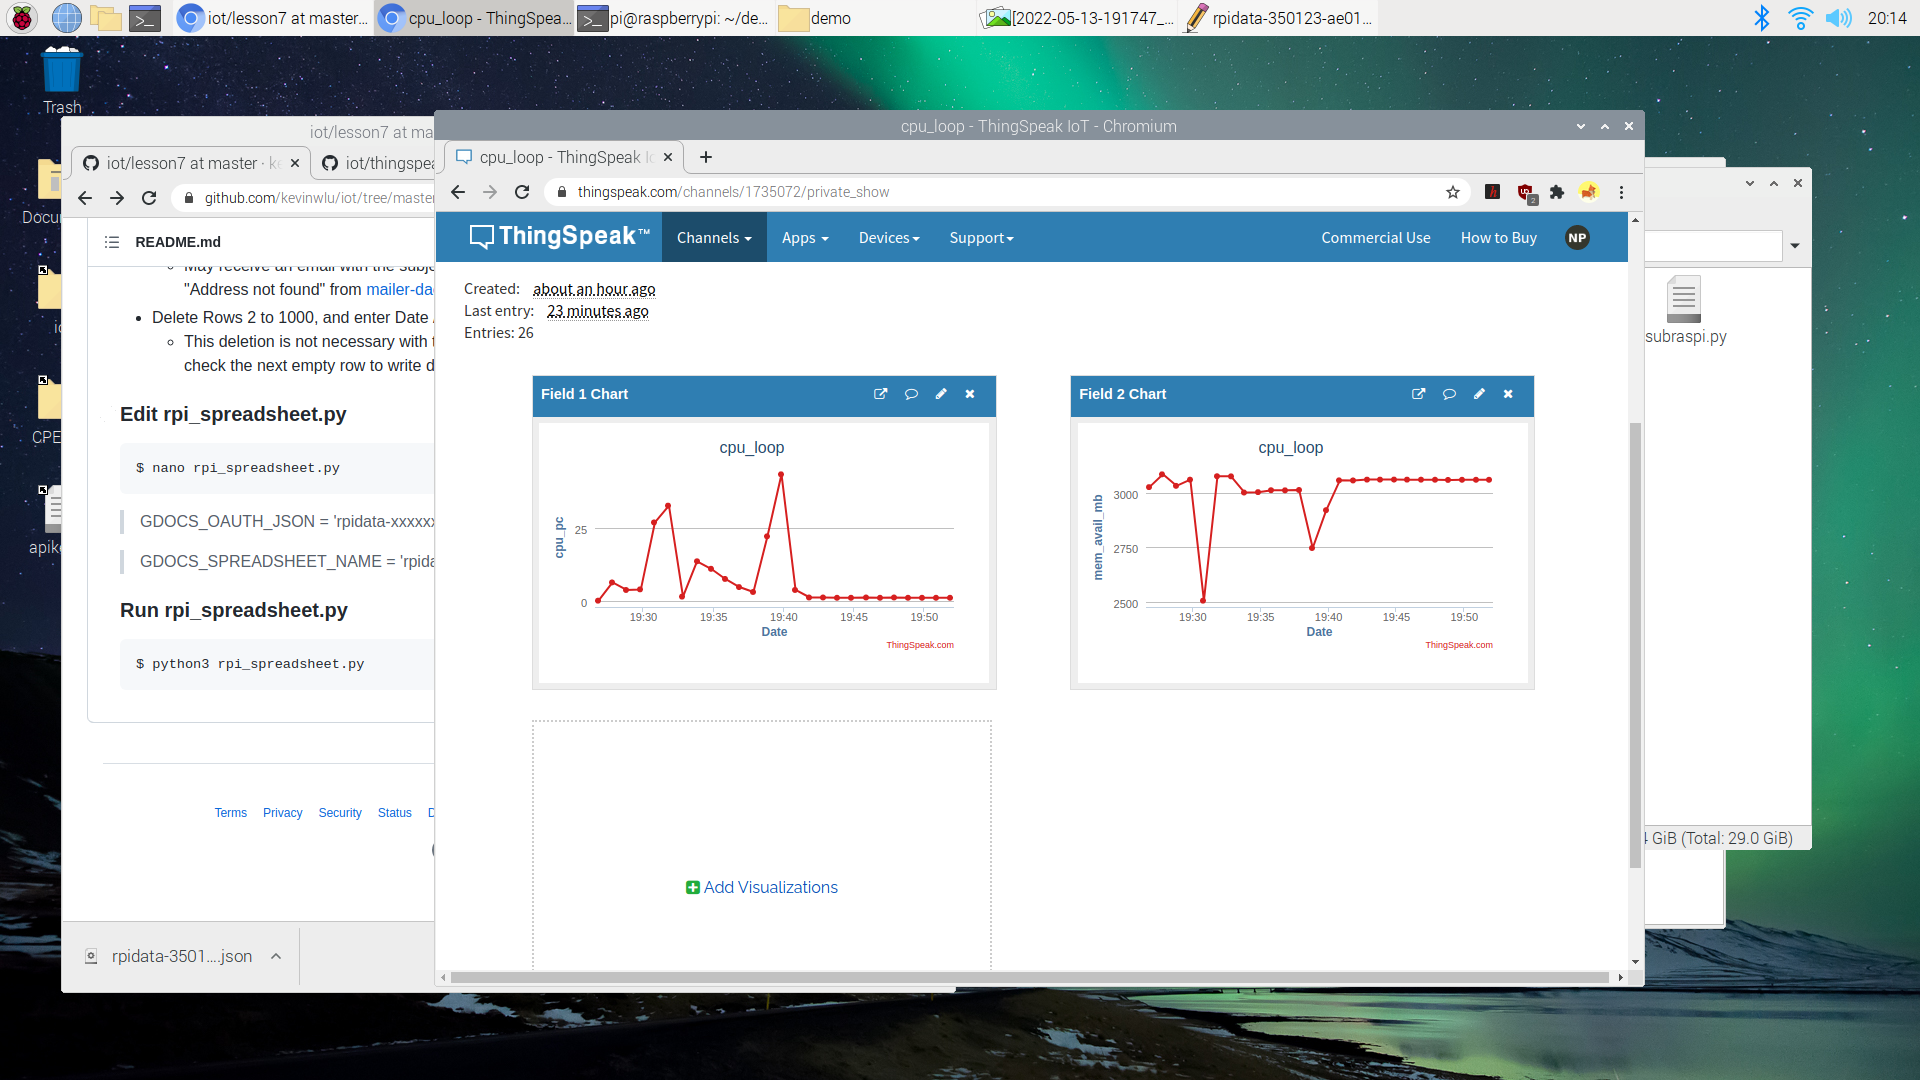 iot/lesson7 at master...
cpu_loop - ThingSpea...
pi@raspberrypi: ~/de...
demo
[2022-05-13-191747_...
rpidata-350123-ae01...
20:14
Trash
Docu
CPE
apike
iot/lesson7 at ma
iot/lesson7 at master · ke
iot/thingspea
github.com/kevinwlu/iot/tree/master
README.md
May receive an email with the subje
"Address not found" from mailer-da
Delete Rows 2 to 1000, and enter Date
This deletion is not necessary with
check the next empty row to write d
Edit rpi_spreadsheet.py
$ nano rpi_spreadsheet.py
GDOCS_OAUTH_JSON = 'rpidata-xxxxxx
GDOCS_SPREADSHEET_NAME = 'rpida
Run rpi_spreadsheet.py
$ python3 rpi_spreadsheet.py
Terms Privacy Security Status D
rpidata-3501....json
cpu_loop - ThingSpeak IoT - Chromium
cpu_loop - ThingSpeak Io
thingspeak.com/channels/1735072/private_show
2
ThingSpeak™
Channels Apps Devices Support Commercial Use How to Buy NP
Created: about an hour ago
Last entry: 23 minutes ago
Entries: 26
Field 1 Chart
cpu_loop
cpu_pc
25
0
19:30 19:35 19:40 19:45 19:50
Date
ThingSpeak.com
Field 2 Chart
cpu_loop
mem_avail_mb
3000
2750
2500
19:30 19:35 19:40 19:45 19:50
Date
ThingSpeak.com
Add Visualizations
subraspi.py
4 GiB (Total: 29.0 GiB)